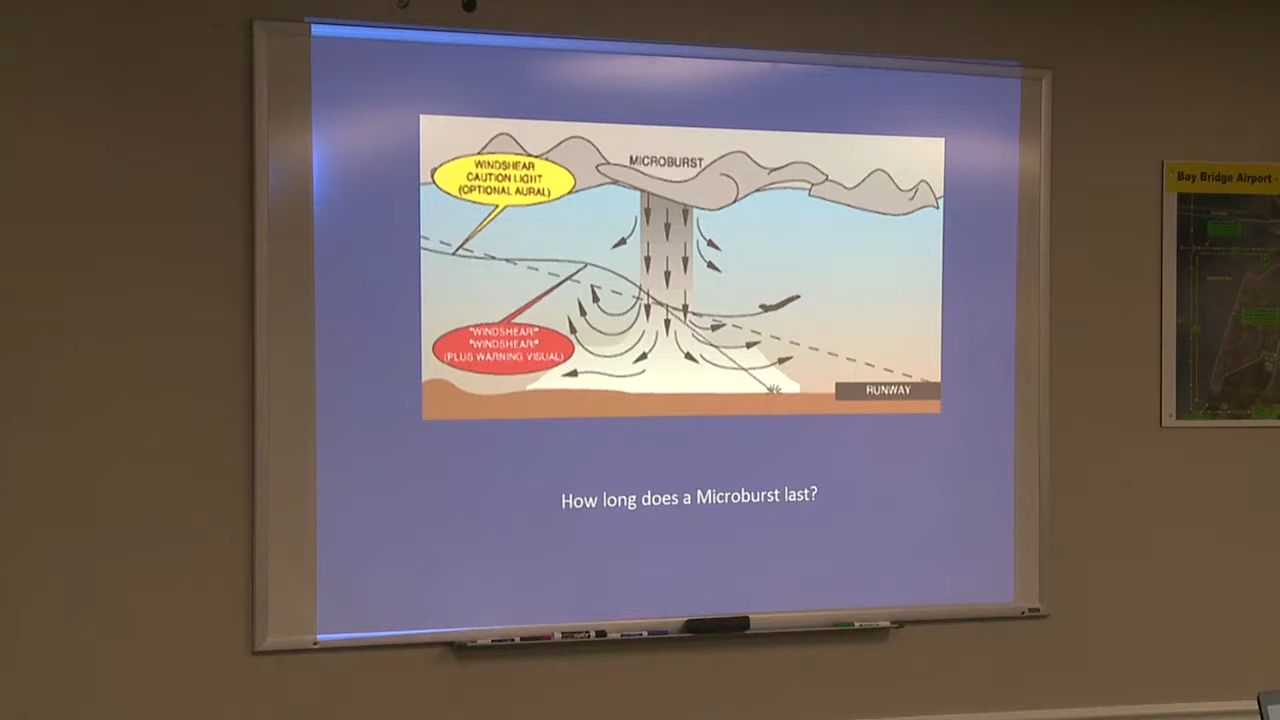 MICROBURST
WINDSHEAR
CAUTION LIGHT
(OPTIONAL AURAL)
"WINDSHEAR"
"WINDSHEAR"
(PLUS WARNING VISUAL)
RUNWAY
How long does a Microburst last?
Bay Bridge Airport -